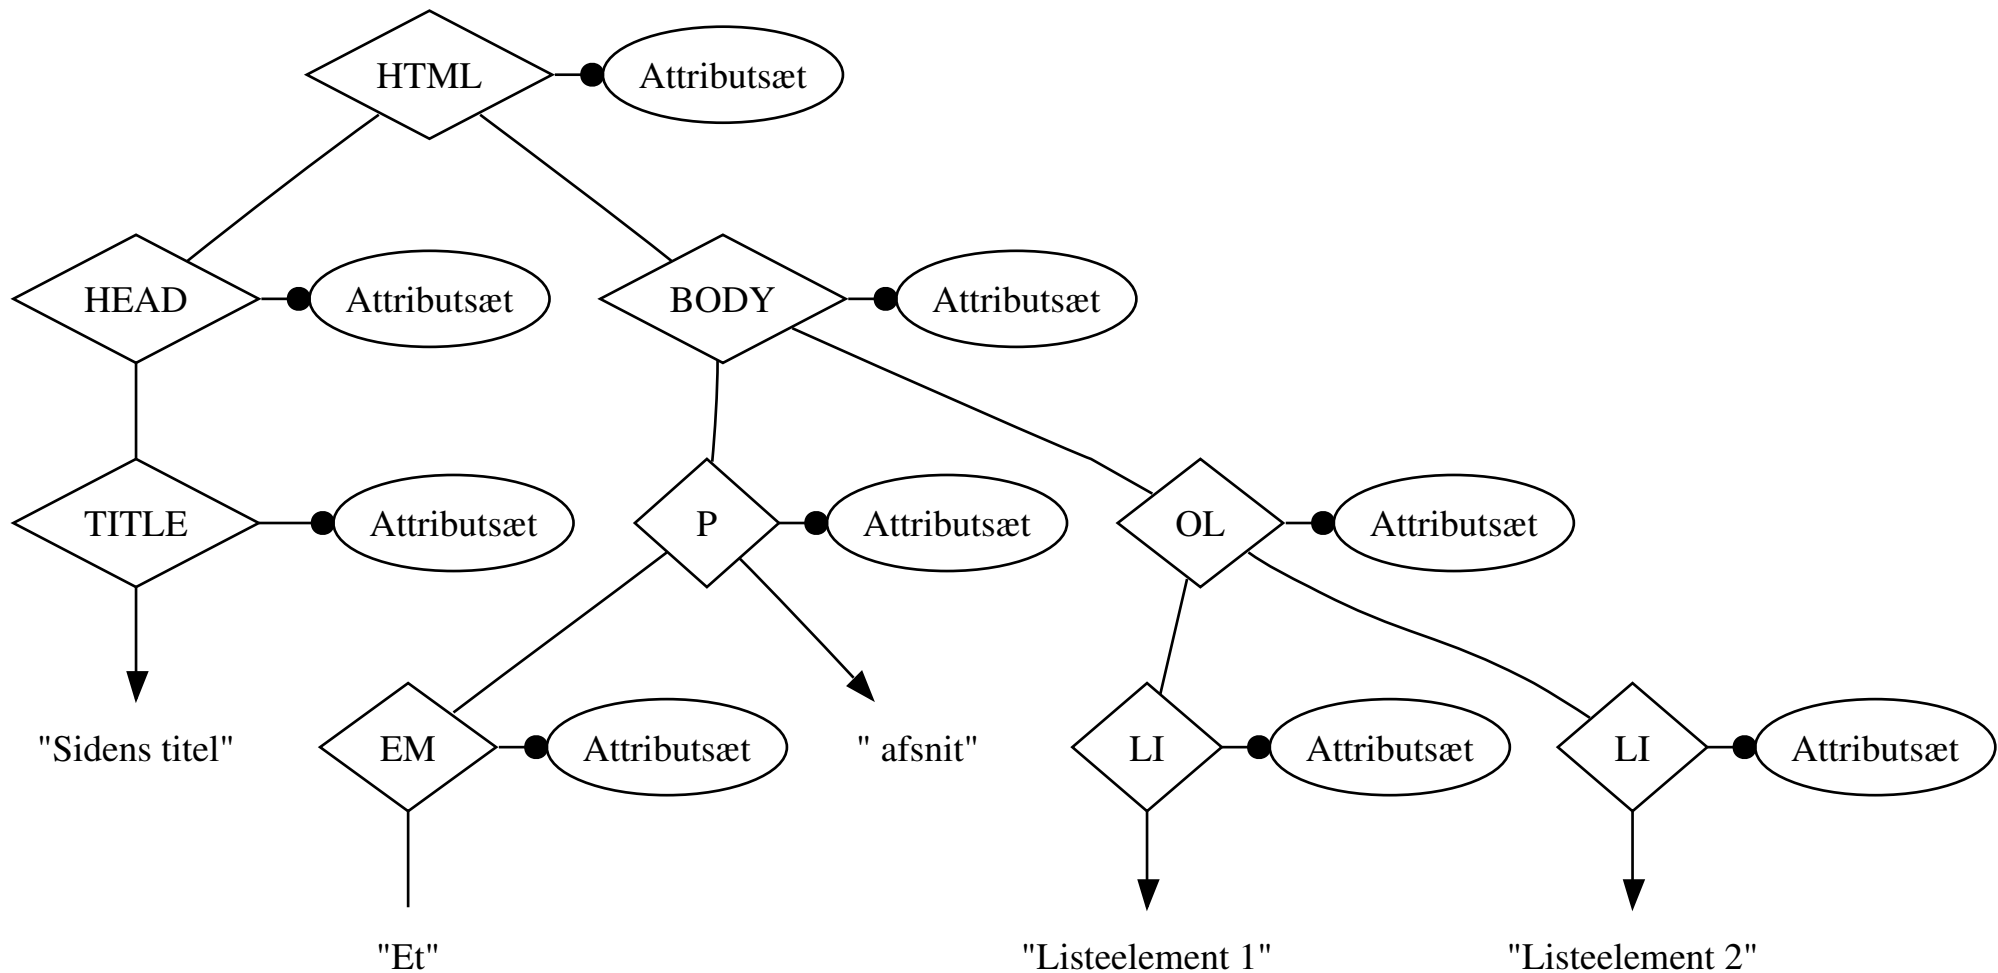 HTML
Attributsæt
HEAD
Attributsæt
BODY
Attributsæt
TITLE
Attributsæt
P
Attributsæt
OL
Attributsæt
"Sidens titel"
EM
Attributsæt
" afsnit"
LI
Attributsæt
LI
Attributsæt
"Et"
"Listeelement 1"
"Listeelement 2"